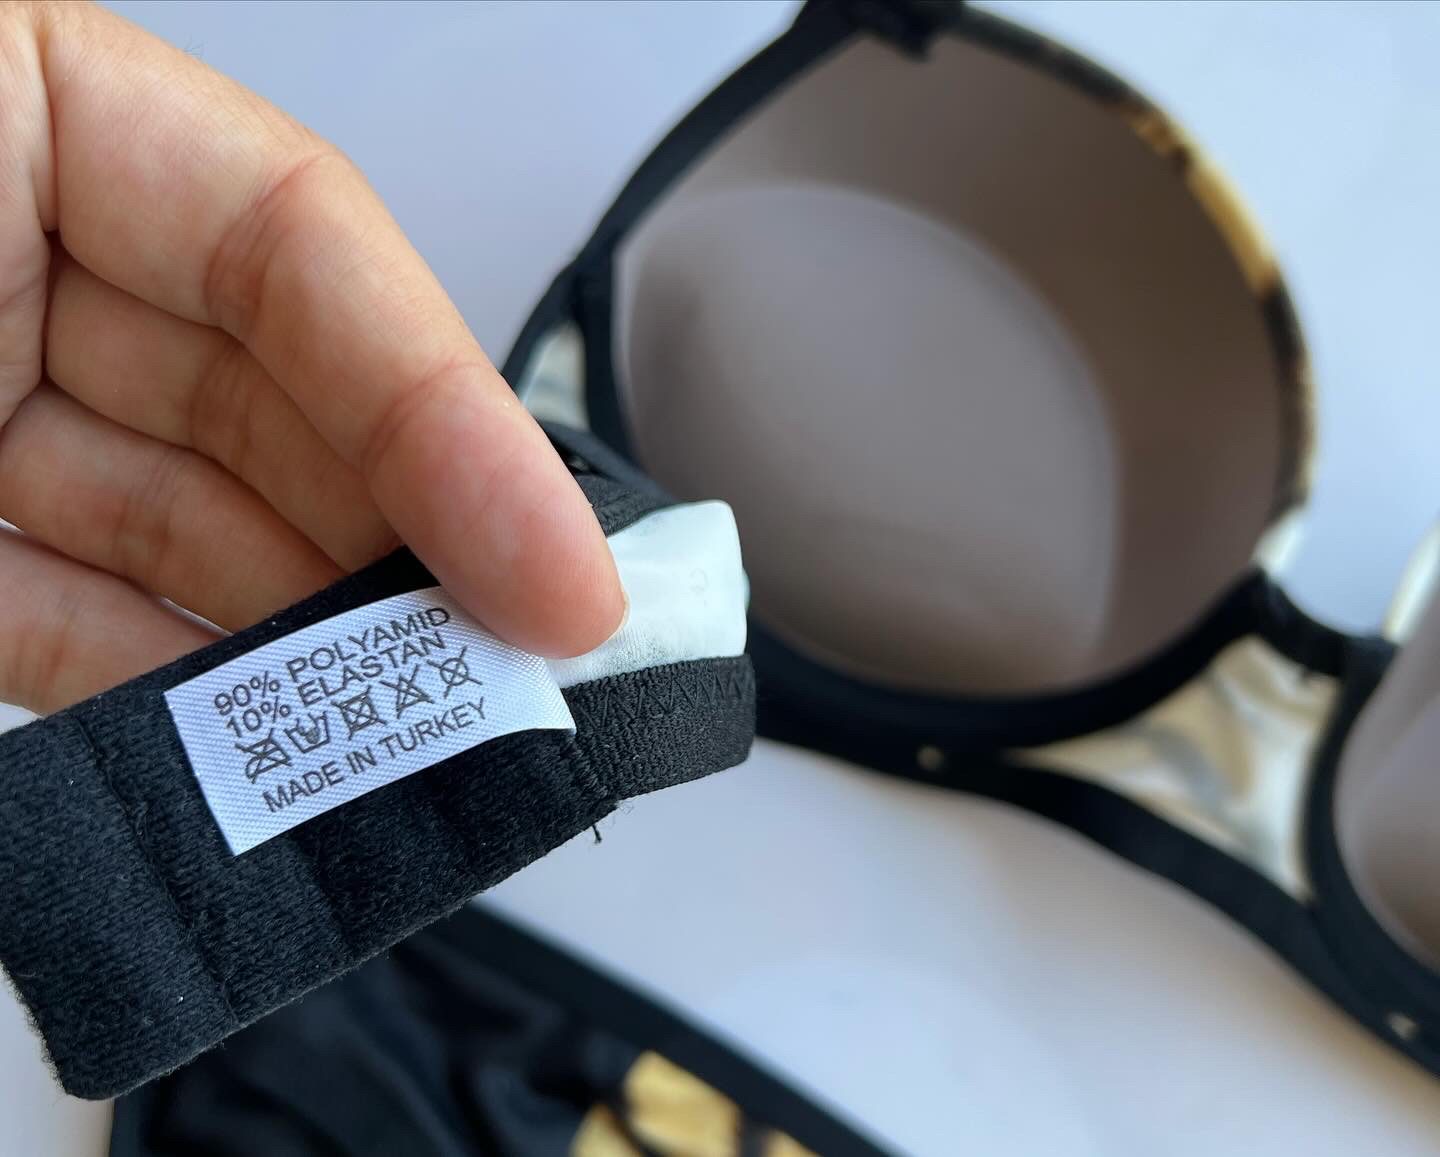 90% POLYAMID
10% ELASTAN
MADE IN TURKEY